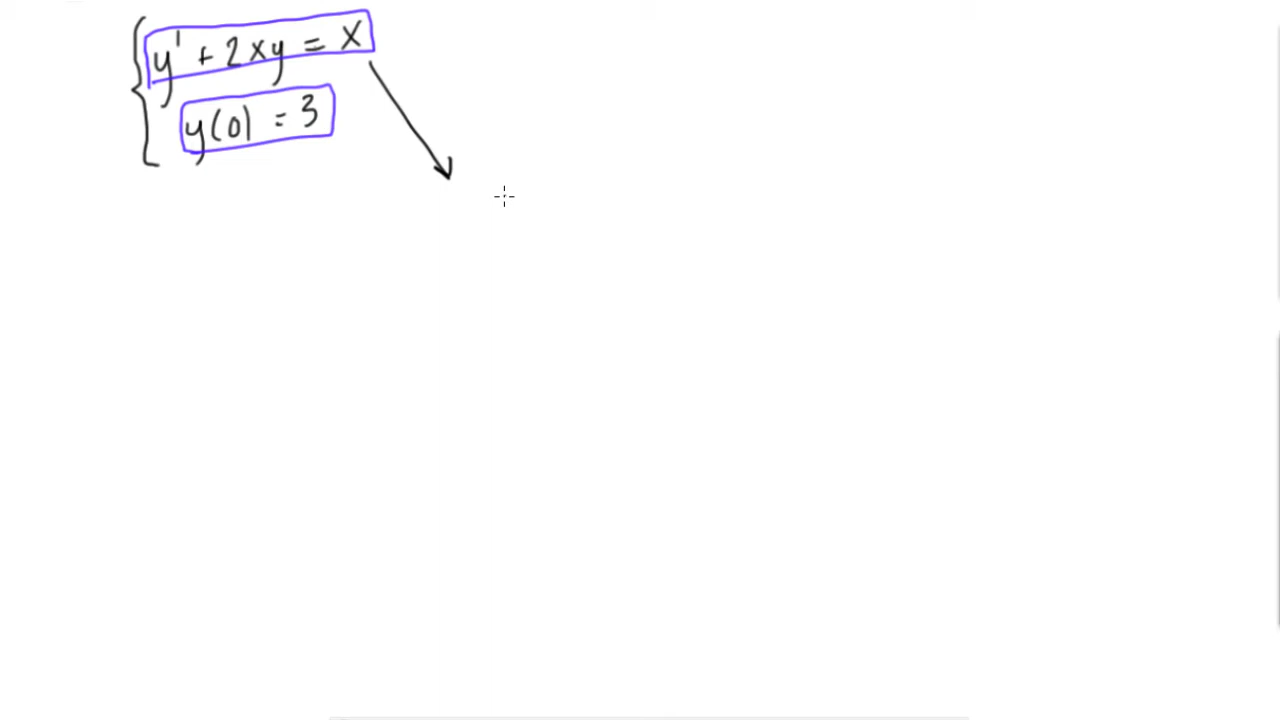 y' + 2xy = x
y(0) = 3